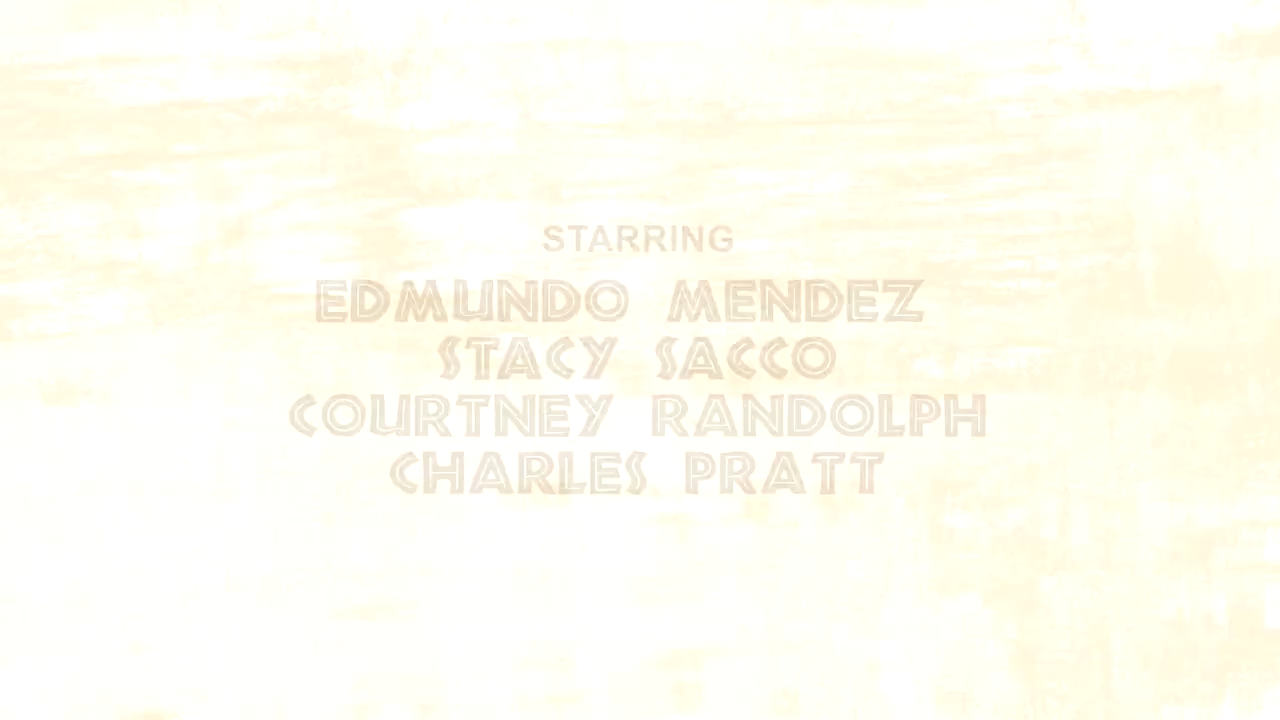 STARRING
EDMUNDO MENDEZ
STACY SACCO
COURTNEY RANDOLPH
CHARLES PRATT